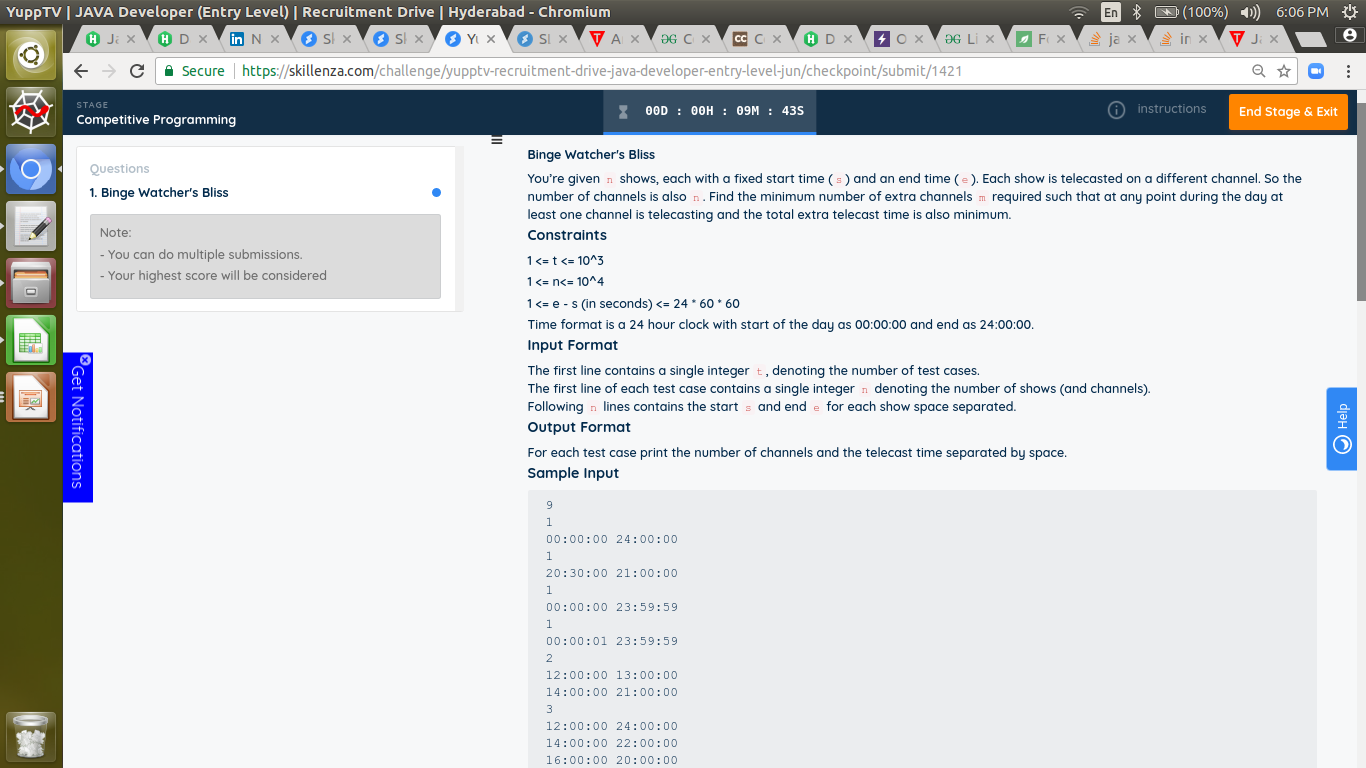 YuppTV | JAVA Developer (Entry Level) | Recruitment Drive | Hyderabad - Chromium
En
(100%)
6:06 PM
Ja
D
N
Sk
Sk
Yu
Sk
A
C
C
D
O
Li
F
ja
in
Ja
Secure
https://skillenza.com/challenge/yupptv-recruitment-drive-java-developer-entry-level-jun/checkpoint/submit/1421
STAGE
Competitive Programming
00D : 00H : 09M : 43S
instructions
End Stage & Exit
Questions
1. Binge Watcher's Bliss
Note:
- You can do multiple submissions.
- Your highest score will be considered
Get Notifications
Binge Watcher's Bliss
You're given n shows, each with a fixed start time ( s ) and an end time ( e ). Each show is telecasted on a different channel. So the
number of channels is also n . Find the minimum number of extra channels m required such that at any point during the day at
least one channel is telecasting and the total extra telecast time is also minimum.
Constraints
1 <= t <= 10^3
1 <= n<= 10^4
1 <= e - s (in seconds) <= 24 * 60 * 60
Time format is a 24 hour clock with start of the day as 00:00:00 and end as 24:00:00.
Input Format
The first line contains a single integer t , denoting the number of test cases.
The first line of each test case contains a single integer n denoting the number of shows (and channels).
Following n lines contains the start s and end e for each show space separated.
Output Format
For each test case print the number of channels and the telecast time separated by space.
Sample Input
9
1
00:00:00 24:00:00
1
20:30:00 21:00:00
1
00:00:00 23:59:59
1
00:00:01 23:59:59
2
12:00:00 13:00:00
14:00:00 21:00:00
3
12:00:00 24:00:00
14:00:00 22:00:00
16:00:00 20:00:00
Help